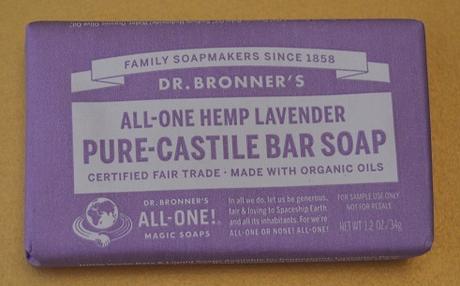 FAMILY SOAPMAKERS SINCE 1858
DR. BRONNER'S
ALL-ONE HEMP LAVENDER
PURE-CASTILE BAR SOAP
CERTIFIED FAIR TRADE · MADE WITH ORGANIC OILS
DR. BRONNER'S
ALL-ONE!
MAGIC SOAPS
In all we do, let us be generous,
fair & loving to Spaceship Earth
and all its inhabitants. For we're
ALL-ONE OR NONE! ALL-ONE!
FOR SAMPLE USE ONLY
NOT FOR RESALE
NET WT 1.2 OZ/34g